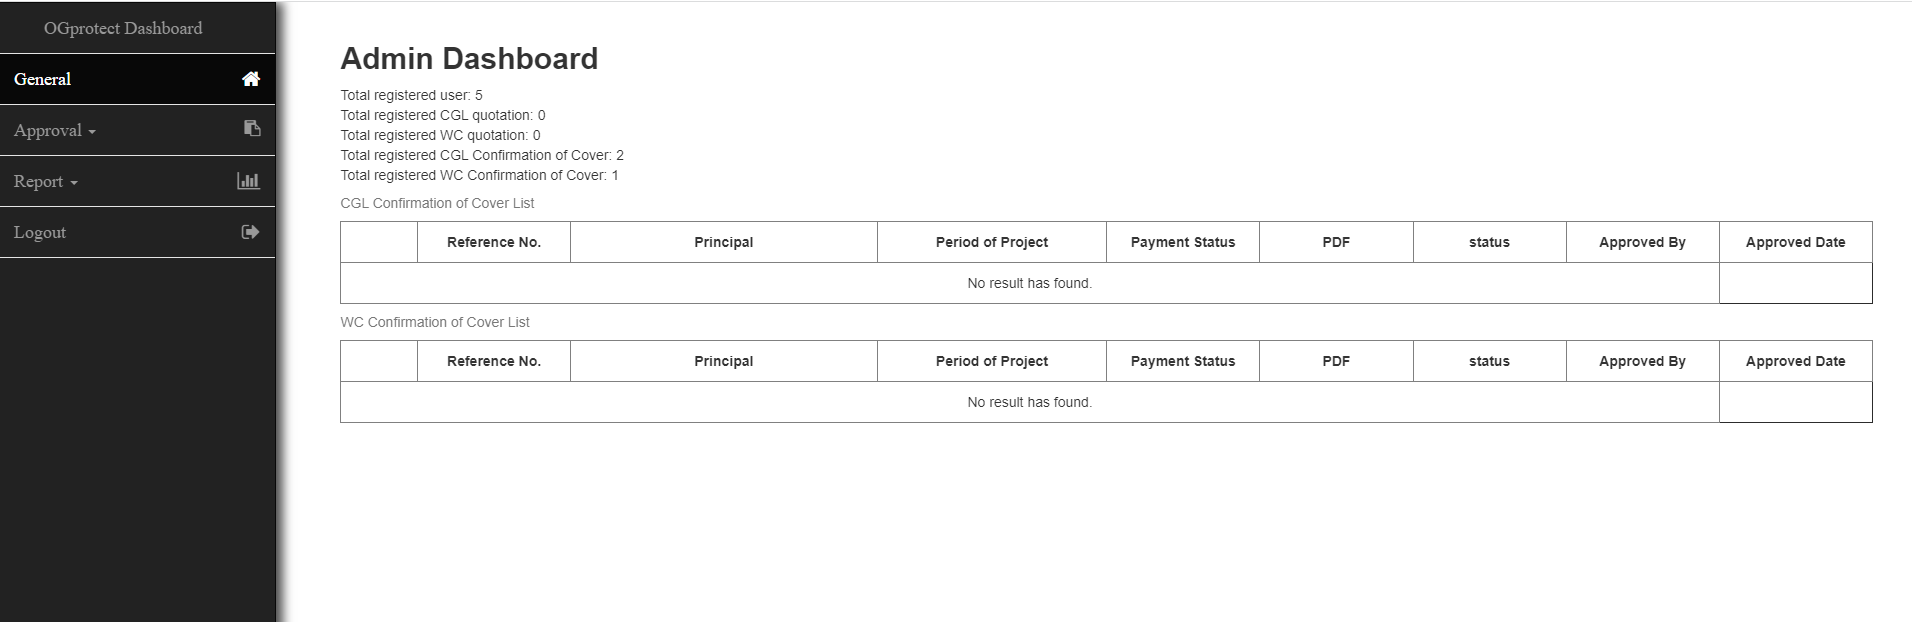 OGprotect Dashboard
General
Approval
Report
Logout
Admin Dashboard
Total registered user: 5
Total registered CGL quotation: 0
Total registered WC quotation: 0
Total registered CGL Confirmation of Cover: 2
Total registered WC Confirmation of Cover: 1
CGL Confirmation of Cover List
Reference No. Principal Period of Project Payment Status PDF status Approved By Approved Date
No result has found.
WC Confirmation of Cover List
Reference No. Principal Period of Project Payment Status PDF status Approved By Approved Date
No result has found.